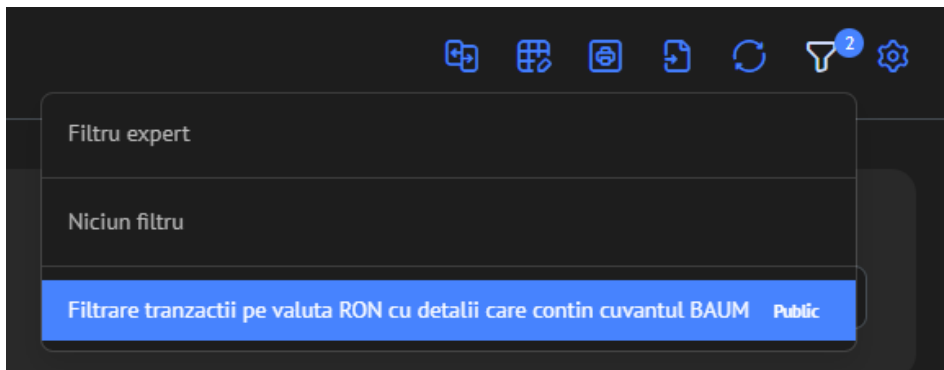 2
Filtru expert
Niciun filtru
Filtrare tranzactii pe valuta RON cu detalii care contin cuvantul BAUM Public